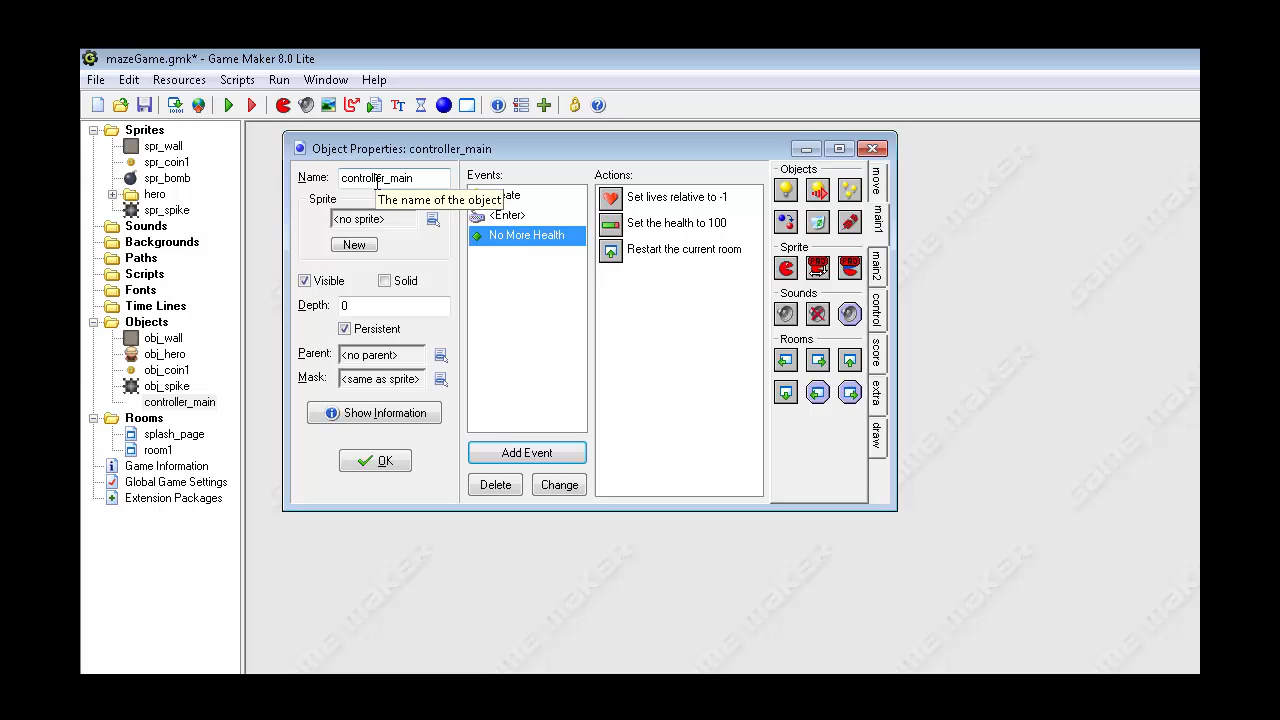 mazeGame.gmk* - Game Maker 8.0 Lite
File Edit Resources Scripts Run Window Help
Sprites
spr_wall
spr_coin1
spr_bomb
hero
spr_spike
Sounds
Backgrounds
Paths
Scripts
Fonts
Time Lines
Objects
obj_wall
obj_hero
obj_coin1
obj_spike
controller_main
Rooms
splash_page
room1
Game Information
Global Game Settings
Extension Packages
Object Properties: controller_main
Name: controller_main
The name of the object
Sprite
<no sprite>
New
Visible Solid
Depth: 0
Persistent
Parent: <no parent>
Mask: <same as sprite>
Show Information
OK
Events:
<Enter>
No More Health
Add Event
Delete Change
Actions:
Set lives relative to -1
Set the health to 100
Restart the current room
Objects
Sprite
Sounds
Rooms
move
main1
main2
control
score
extra
draw